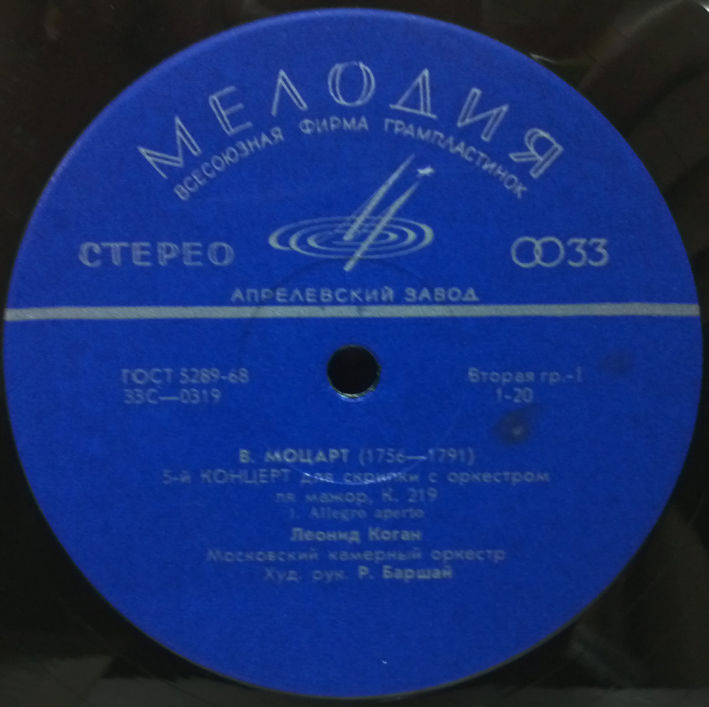 МЕЛОДИЯ
ВСЕСОЮЗНАЯ ФИРМА ГРАМПЛАСТИНОК
СТЕРЕО
33
АПРЕЛЕВСКИЙ ЗАВОД
ГОСТ 5289-68
33С—0319
Вторая гр.-1
1-20
В. МОЦАРТ (1756—1791)
5-й КОНЦЕРТ для скрипки с оркестром
ля мажор, К. 219
1. Allegro aperto
Леонид Коган
Московский камерный оркестр
Худ. рук. Р. Баршай